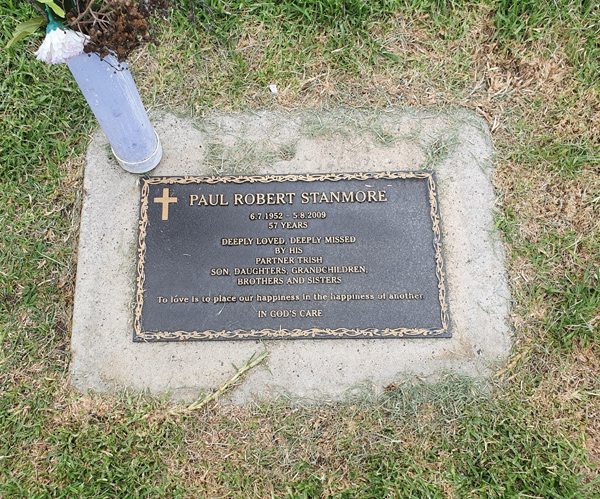 PAUL ROBERT STANMORE
6.7.1952 - 5.8.2009
57 YEARS
DEEPLY LOVED, DEEPLY MISSED
BY HIS
PARTNER TRISH
SON, DAUGHTERS, GRANDCHILDREN,
BROTHERS AND SISTERS
To love is to place our happiness in the happiness of another
IN GOD'S CARE